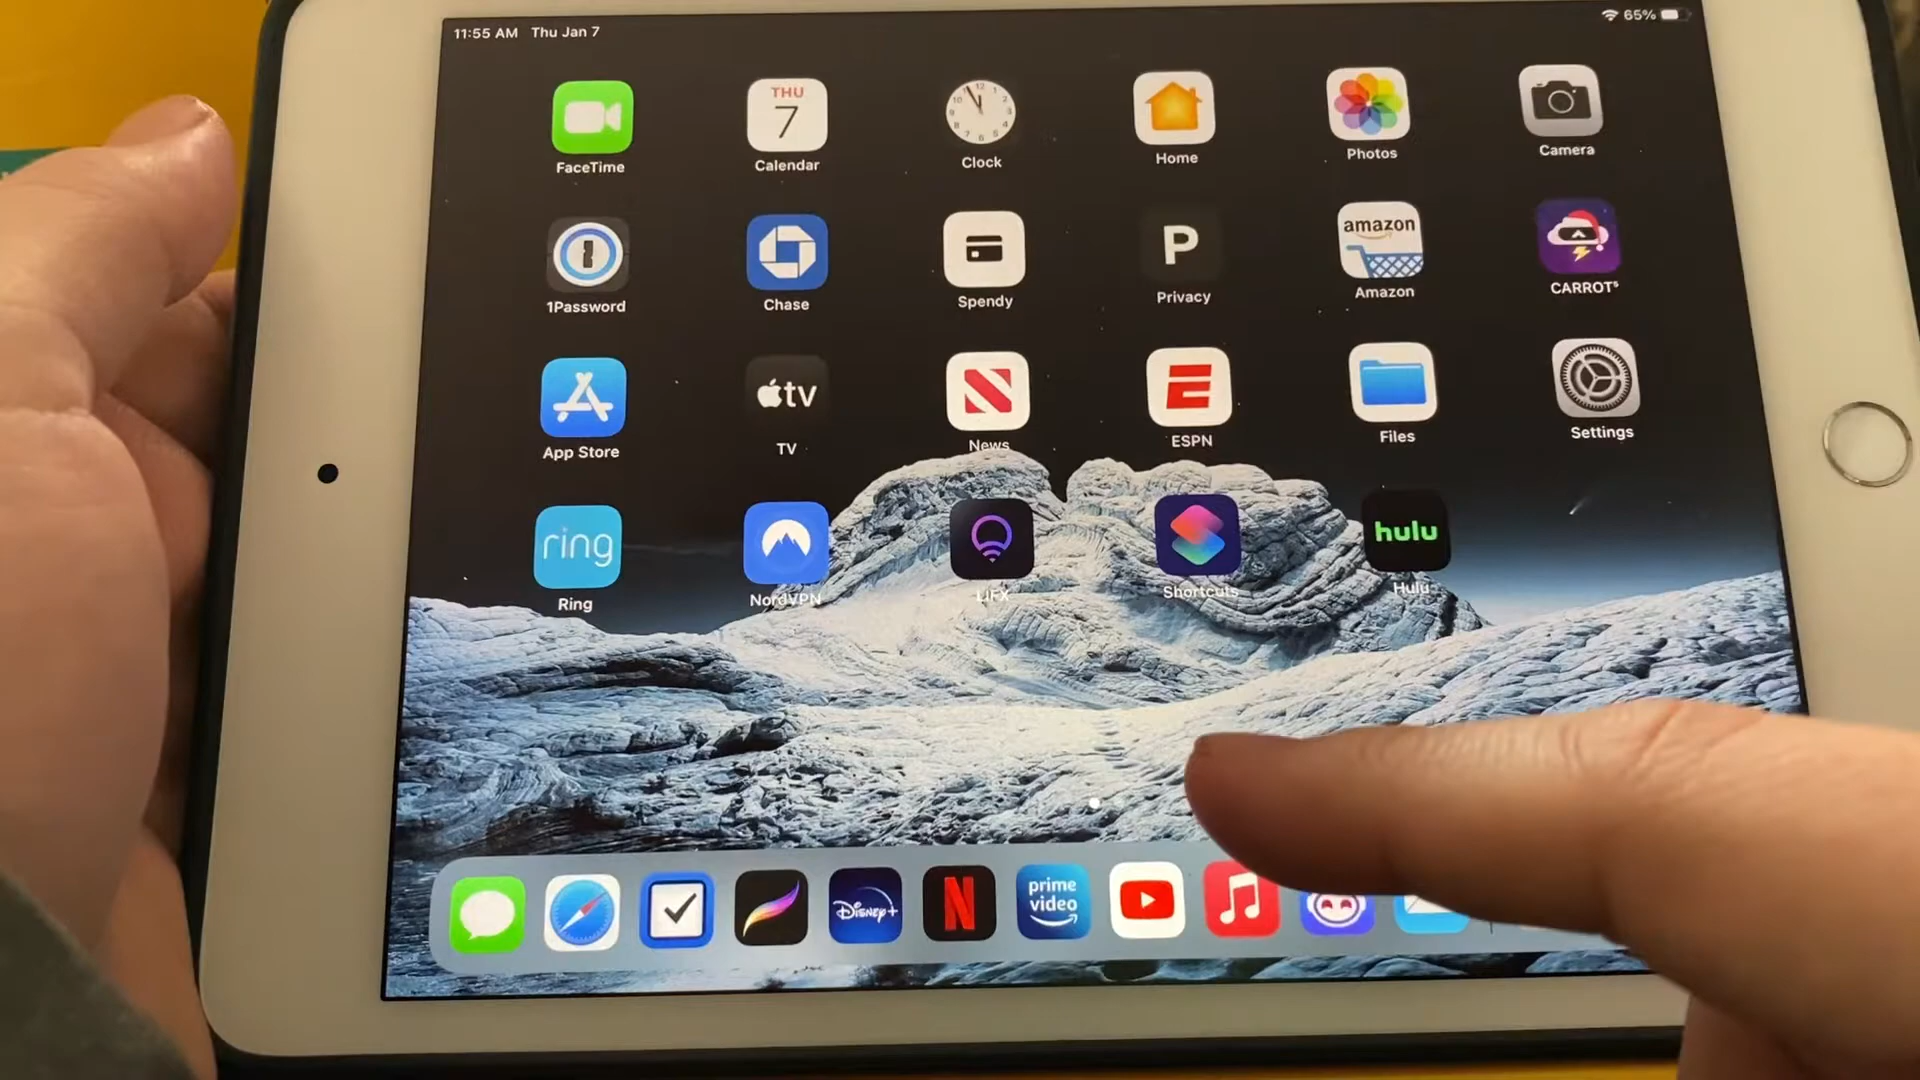 11:55 AM Thu Jan 7
65%
THU
7
FaceTime
Calendar
Clock
Home
Photos
Camera
P
amazon
1Password
Chase
Spendy
Privacy
Amazon
CARROT⁵
tv
App Store
TV
News
ESPN
Files
Settings
ring
hulu
Ring
NordVPN
LIFX
Shortcuts
Hulu
Disney+
N
prime video